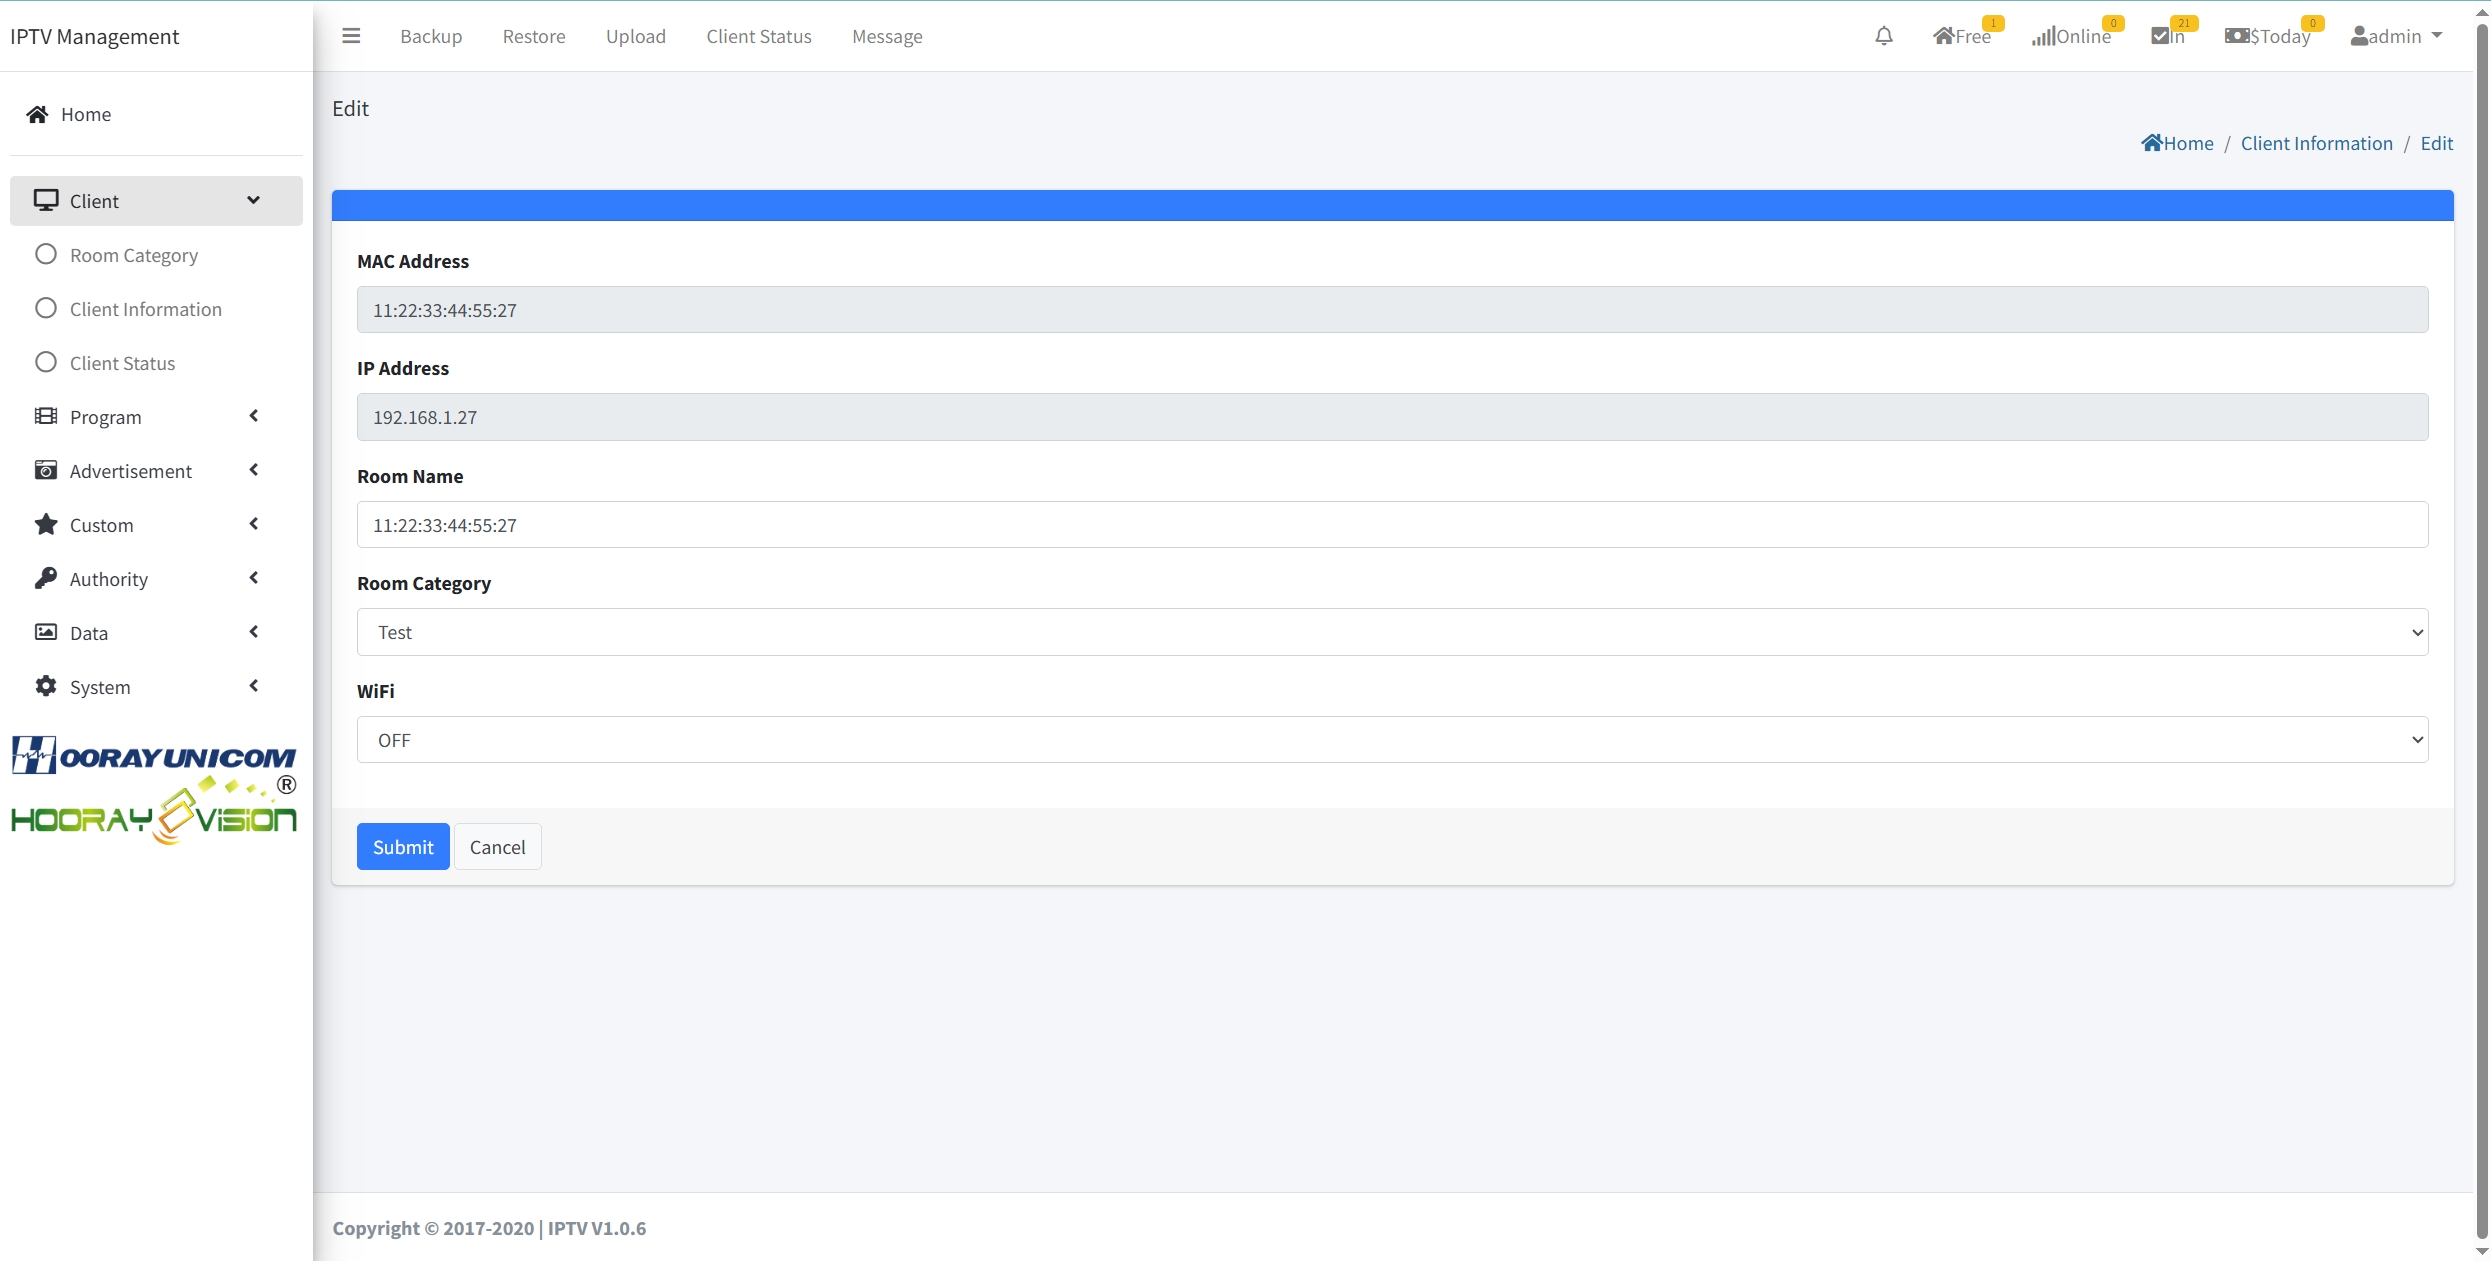 IPTV Management
Backup Restore Upload Client Status Message
Free 1 Online 0 In 21 $Today 0 admin
Home
Client
Room Category
Client Information
Client Status
Program
Advertisement
Custom
Authority
Data
System
HOORAYUNICOM
®
HOORAY VISION
Edit
Home / Client Information / Edit
MAC Address
11:22:33:44:55:27
IP Address
192.168.1.27
Room Name
11:22:33:44:55:27
Room Category
Test
WiFi
OFF
Submit Cancel
Copyright © 2017-2020 | IPTV V1.0.6